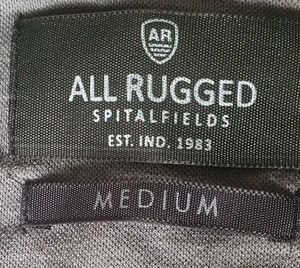 AR
ALL RUGGED
SPITALFIELDS
EST. IND. 1983
MEDIUM